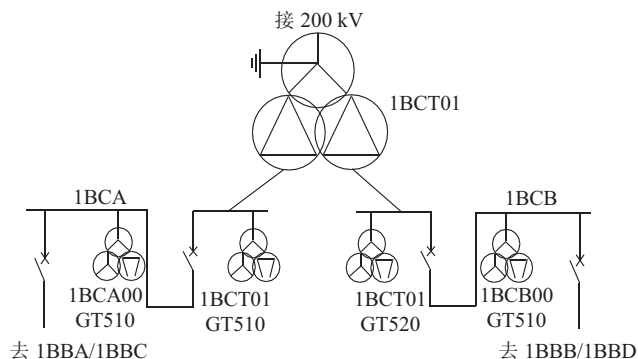 接 200 kV
1BCT01
1BCA
1BCB
1BCA00
GT510
1BCT01
GT510
1BCT01
GT520
1BCB00
GT510
去 1BBA/1BBC
去 1BBB/1BBD